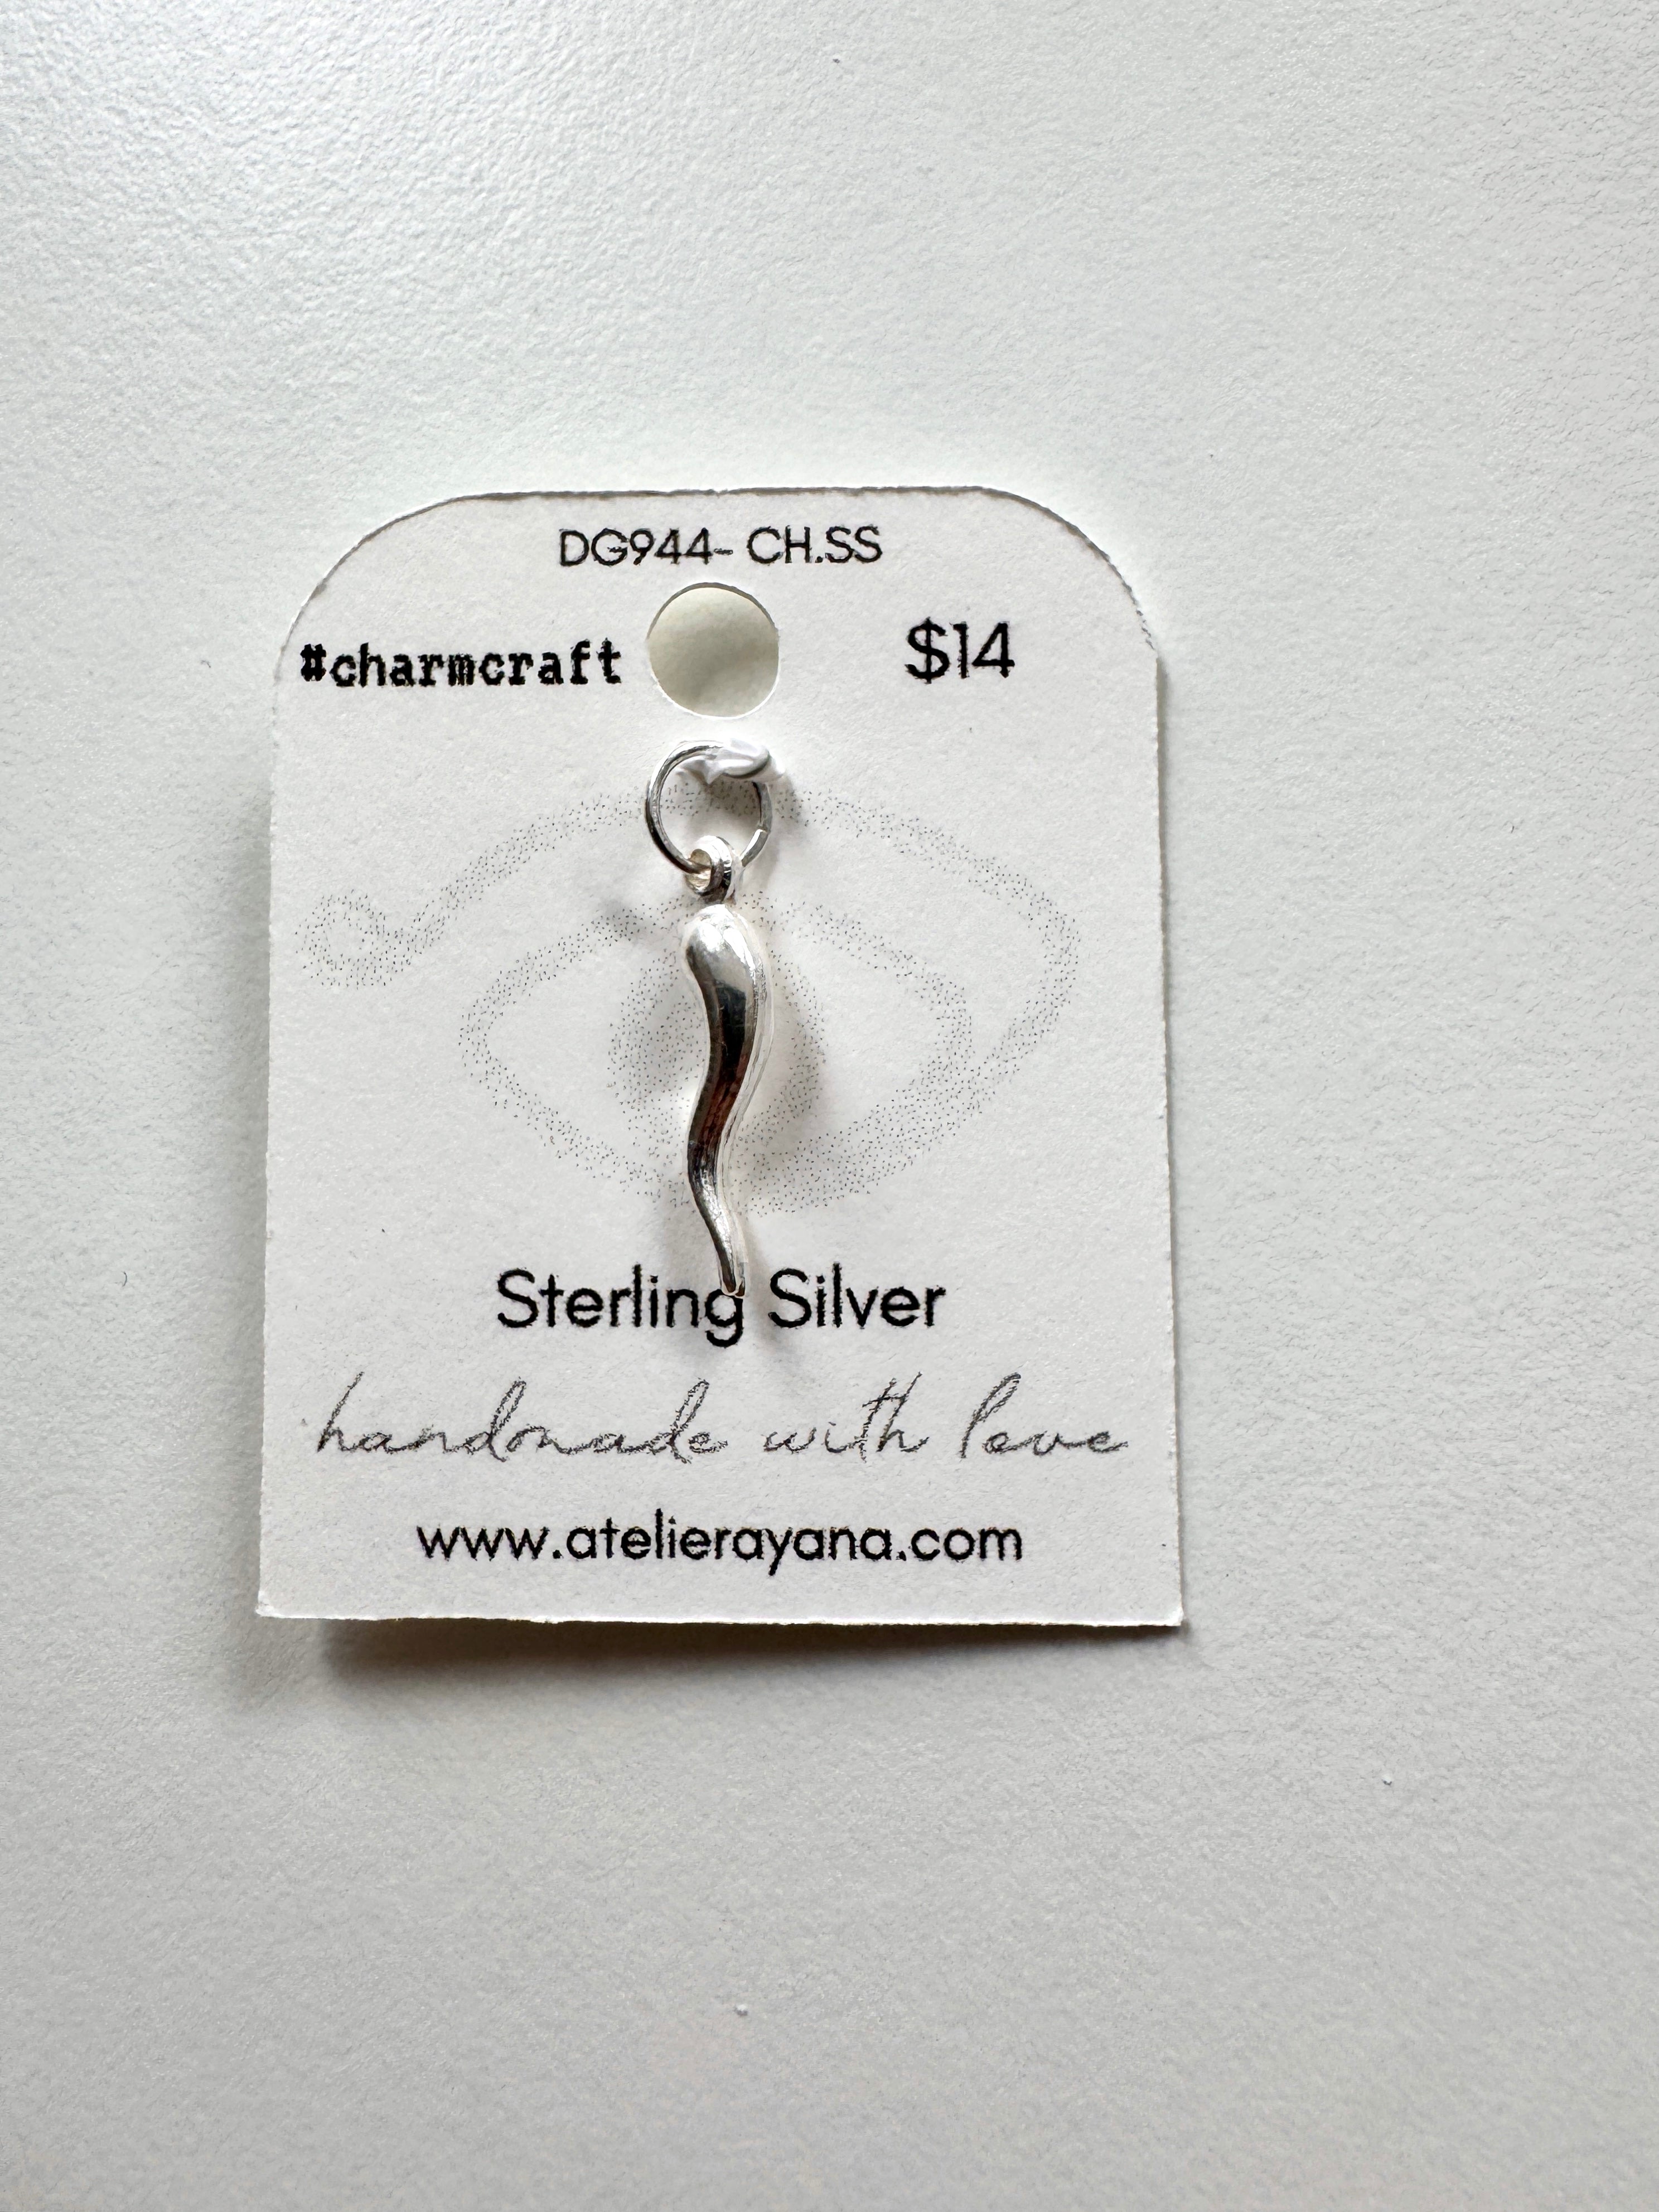 DG944- CH.SS
#charmcraft
$14
Sterling Silver
handmade with love
www.atelierayana.com